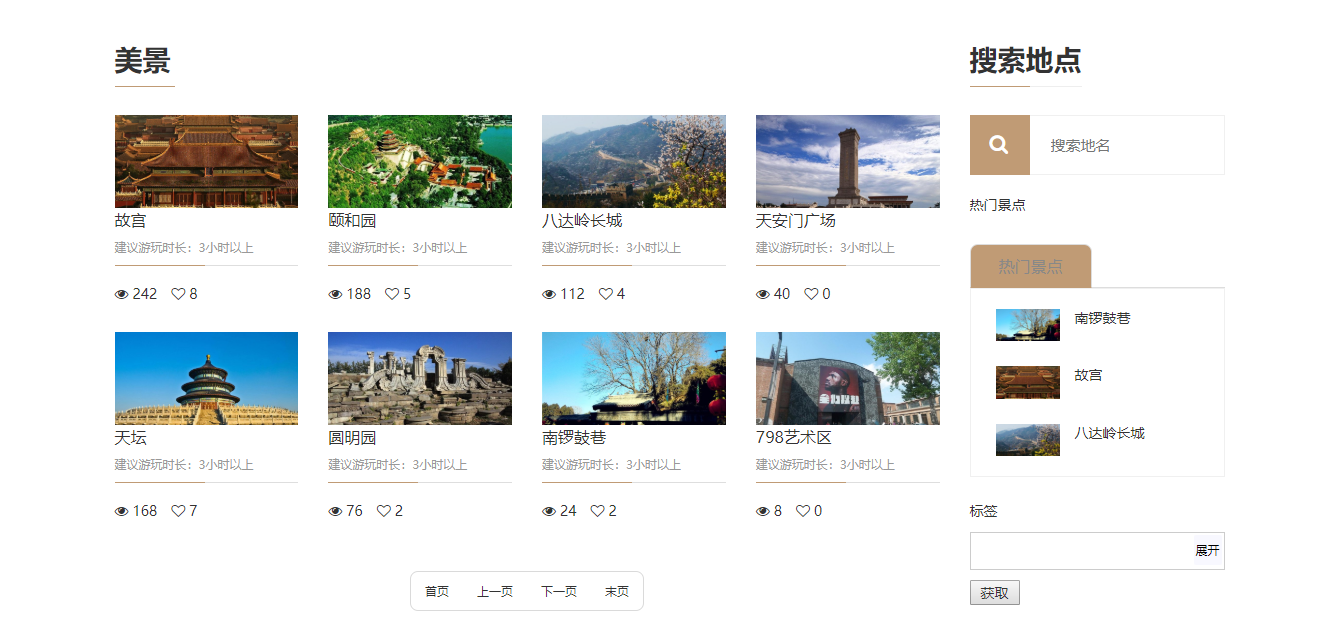 美景
故宫
建议游玩时长：3小时以上
242 8
颐和园
建议游玩时长：3小时以上
188 5
八达岭长城
建议游玩时长：3小时以上
112 4
天安门广场
建议游玩时长：3小时以上
40 0
天坛
建议游玩时长：3小时以上
168 7
圆明园
建议游玩时长：3小时以上
76 2
南锣鼓巷
建议游玩时长：3小时以上
24 2
798艺术区
建议游玩时长：3小时以上
8 0
首页 上一页 下一页 末页
搜索地点
搜索地名
热门景点
热门景点
南锣鼓巷
故宫
八达岭长城
标签
展开
获取